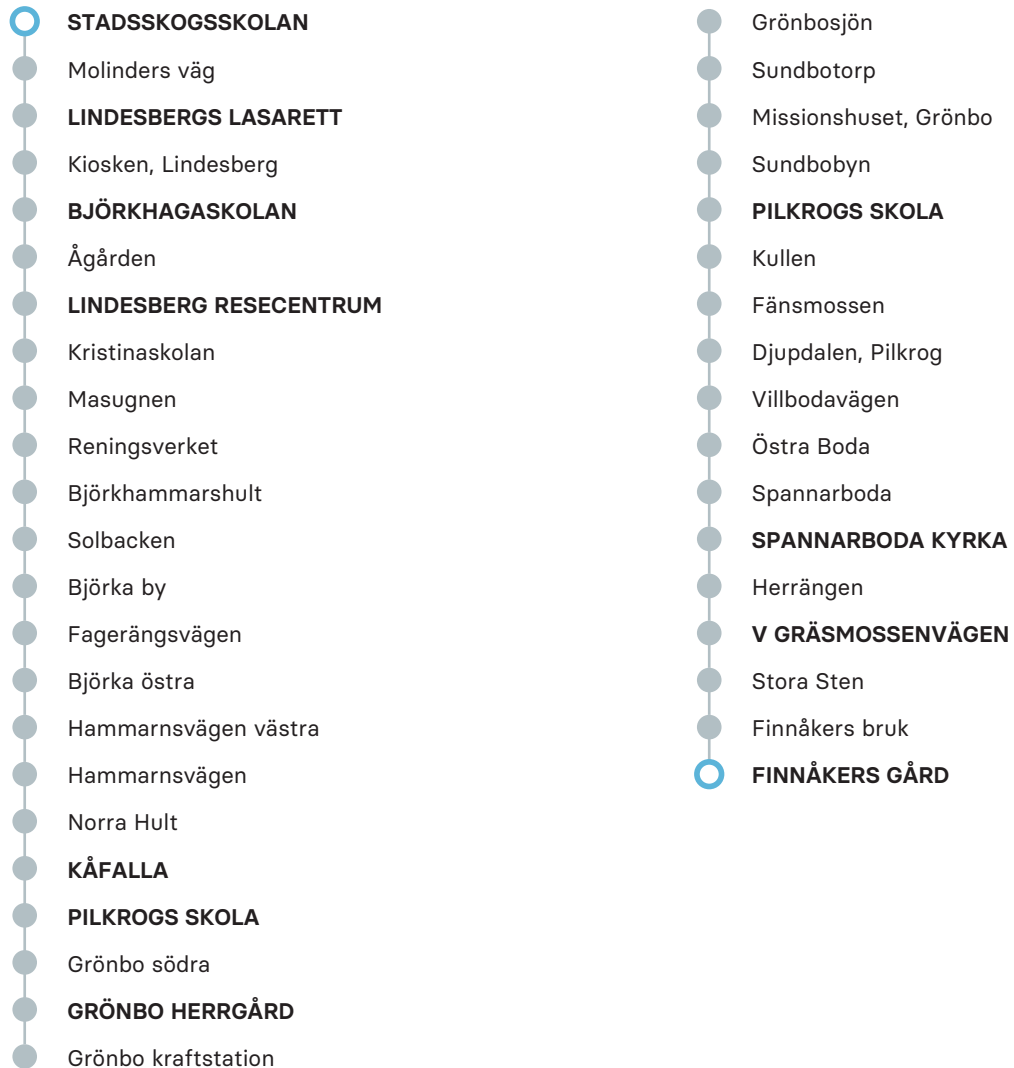 STADSSKOGSSKOLAN
Molinders väg
LINDESBERGS LASARETT
Kiosken, Lindesberg
BJÖRKHAGASKOLAN
Ågården
LINDESBERG RESECENTRUM
Kristinaskolan
Masugnen
Reningsverket
Björkhammarshult
Solbacken
Björka by
Fagerängsvägen
Björka östra
Hammarnsvägen västra
Hammarnsvägen
Norra Hult
KÅFALLA
PILKROGS SKOLA
Grönbo södra
GRÖNBO HERRGÅRD
Grönbo kraftstation
Grönbosjön
Sundbotorp
Missionshuset, Grönbo
Sundbobyn
PILKROGS SKOLA
Kullen
Fänsmossen
Djupdalen, Pilkrog
Villbodavägen
Östra Boda
Spannarboda
SPANNARBODA KYRKA
Herrängen
V GRÄSMOSSENVÄGEN
Stora Sten
Finnåkers bruk
FINNÅKERS GÅRD